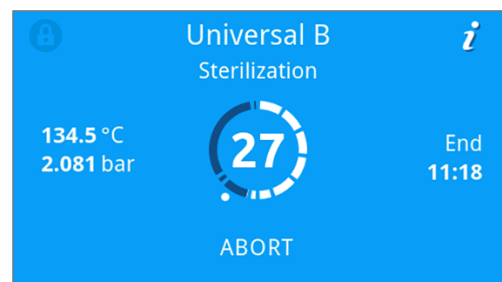 Universal B
i
Sterilization
134.5 °C
2.081 bar
27
End
11:18
ABORT